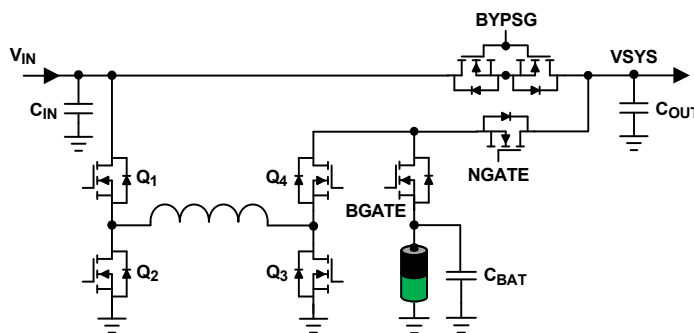 BYPSG
VIN
VSYS
CIN
COUT
NGATE
Q1
Q4
BGATE
Q2
Q3
CBAT